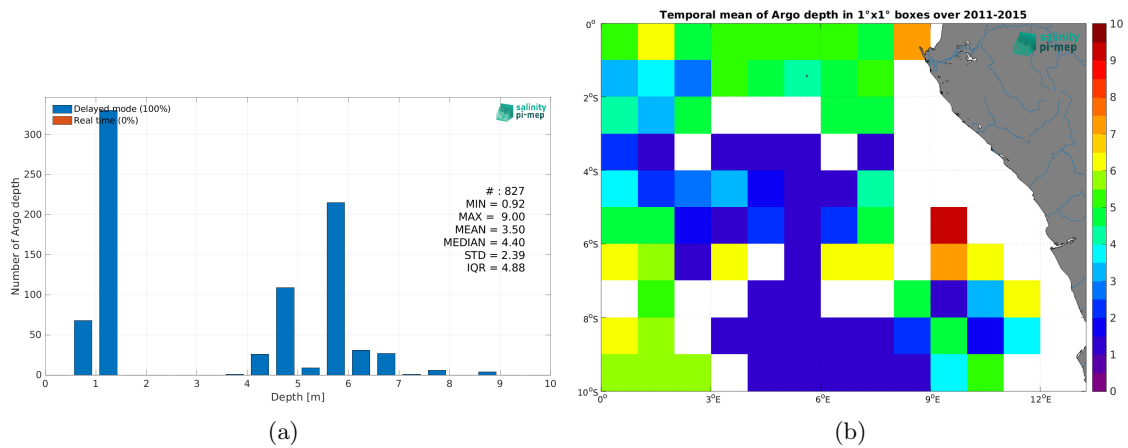 Delayed mode (100%)
Real time (0%)
salinity
pi-mep
# : 827
MIN = 0.92
MAX = 9.00
MEAN = 3.50
MEDIAN = 4.40
STD = 2.39
IQR = 4.88
Number of Argo depth
300
250
200
150
100
50
0
0 1 2 3 4 5 6 7 8 9 10
Depth [m]
(a)
Temporal mean of Argo depth in 1°x1° boxes over 2011-2015
salinity
pi-mep
0°
2°S
4°S
6°S
8°S
10°S
0° 3°E 6°E 9°E 12°E
10
9
8
7
6
5
4
3
2
1
0
(b)